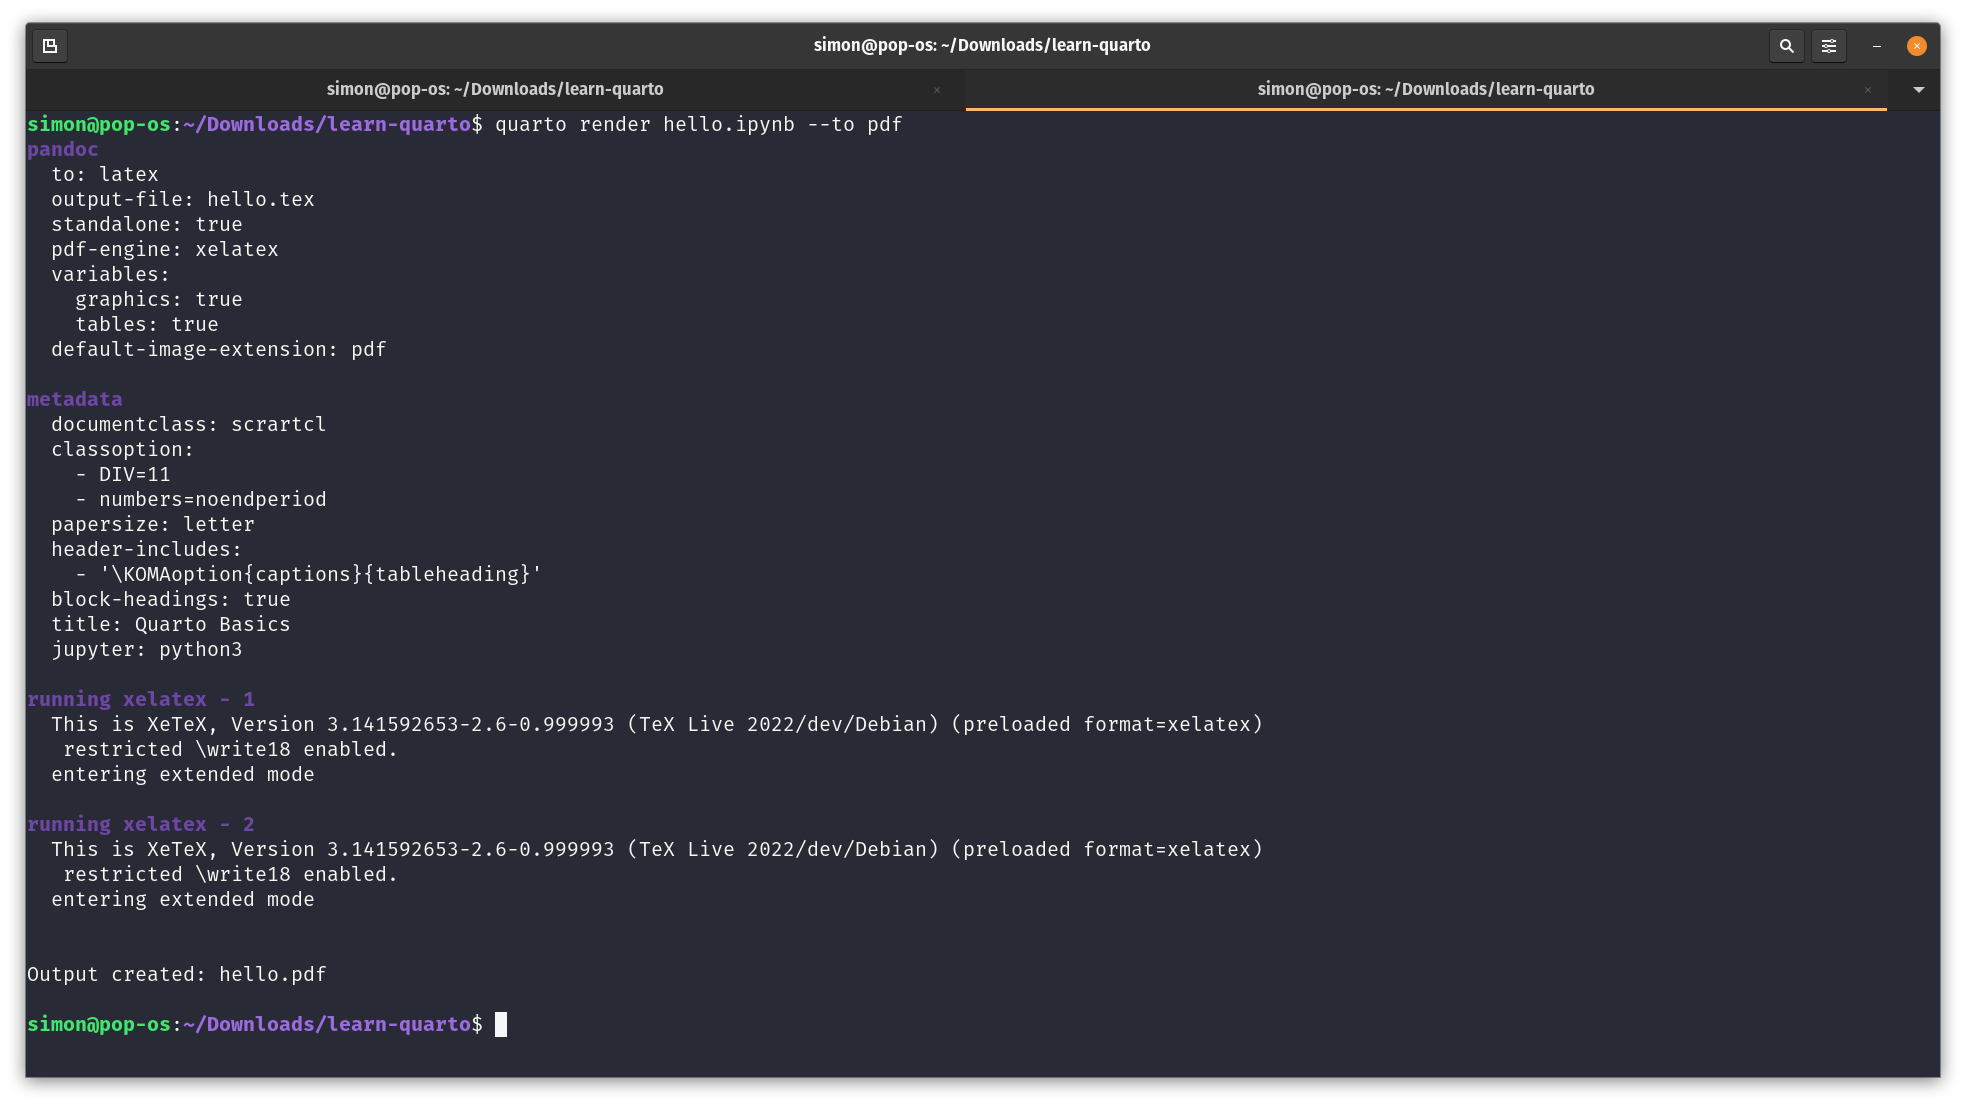 simon@pop-os: ~/Downloads/learn-quarto
simon@pop-os: ~/Downloads/learn-quarto
simon@pop-os: ~/Downloads/learn-quarto
simon@pop-os:~/Downloads/learn-quarto$ quarto render hello.ipynb --to pdf
pandoc
  to: latex
  output-file: hello.tex
  standalone: true
  pdf-engine: xelatex
  variables:
    graphics: true
    tables: true
  default-image-extension: pdf
metadata
  documentclass: scrartcl
  classoption:
    - DIV=11
    - numbers=noendperiod
  papersize: letter
  header-includes:
    - '\KOMAoption{captions}{tableheading}'
  block-headings: true
  title: Quarto Basics
  jupyter: python3
running xelatex - 1
  This is XeTeX, Version 3.141592653-2.6-0.999993 (TeX Live 2022/dev/Debian) (preloaded format=xelatex)
   restricted \write18 enabled.
  entering extended mode
running xelatex - 2
  This is XeTeX, Version 3.141592653-2.6-0.999993 (TeX Live 2022/dev/Debian) (preloaded format=xelatex)
   restricted \write18 enabled.
  entering extended mode
Output created: hello.pdf
simon@pop-os:~/Downloads/learn-quarto$